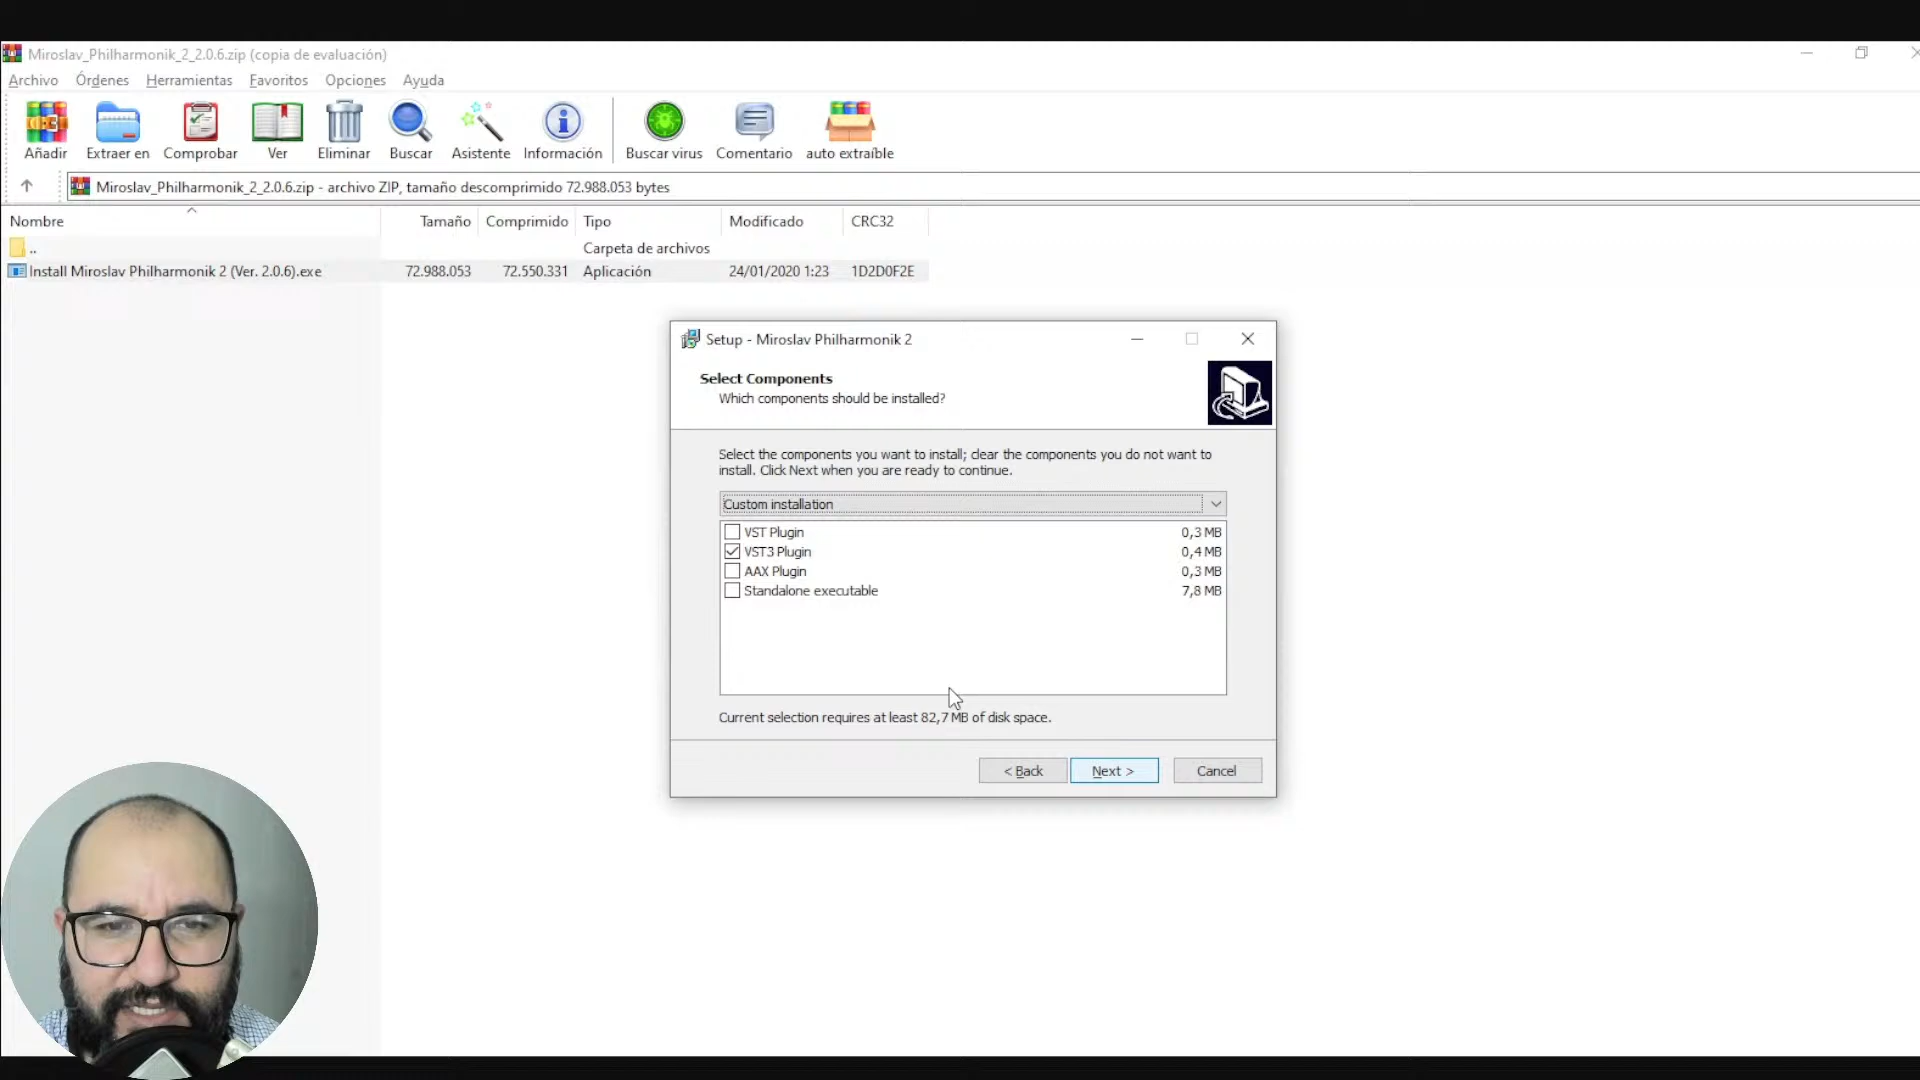 Miroslav_Philharmonik_2_2.0.6.zip (copia de evaluación)
Archivo Órdenes Herramientas Favoritos Opciones Ayuda
Añadir Extraer en Comprobar Ver Eliminar Buscar Asistente Información Buscar virus Comentario auto extraíble
Miroslav_Philharmonik_2_2.0.6.zip - archivo ZIP, tamaño descomprimido 72.988.053 bytes
Nombre Tamaño Comprimido Tipo Modificado CRC32
.. Carpeta de archivos
Install Miroslav Philharmonik 2 (Ver. 2.0.6).exe 72.988.053 72.550.331 Aplicación 24/01/2020 1:23 1D2D0F2E
Setup - Miroslav Philharmonik 2
Select Components
Which components should be installed?
Select the components you want to install; clear the components you do not want to
install. Click Next when you are ready to continue.
Custom installation
VST Plugin 0,3 MB
VST3 Plugin 0,4 MB
AAX Plugin 0,3 MB
Standalone executable 7,8 MB
Current selection requires at least 82,7 MB of disk space.
< Back Next > Cancel